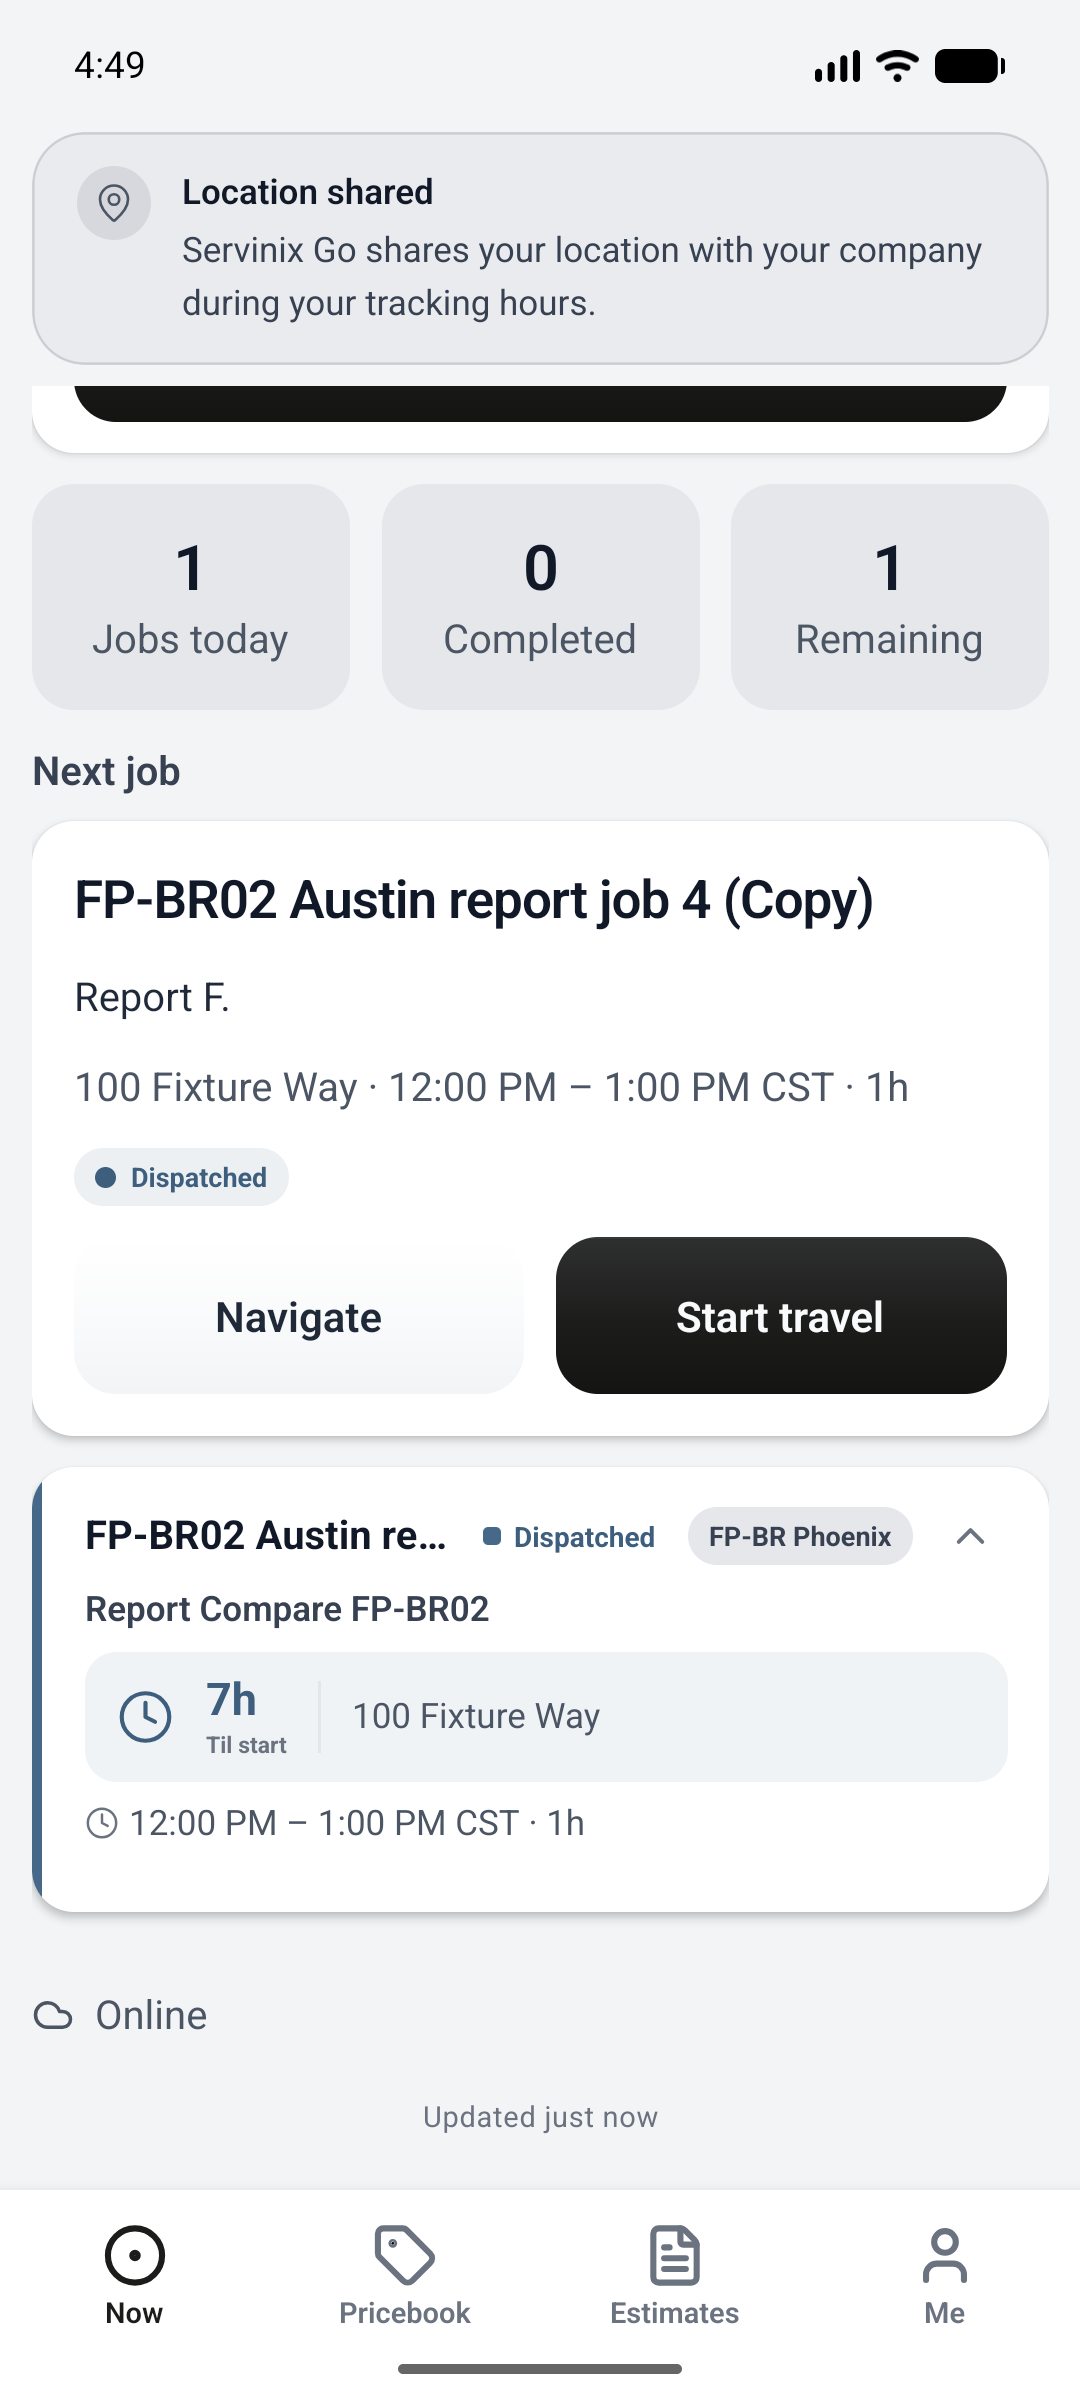 4:49
Location shared
Servinix Go shares your location with your company
during your tracking hours.
1
Jobs today
0
Completed
1
Remaining
Next job
FP-BR02 Austin report job 4 (Copy)
Report F.
100 Fixture Way · 12:00 PM – 1:00 PM CST · 1h
Dispatched
Navigate
Start travel
FP-BR02 Austin re... Dispatched FP-BR Phoenix
Report Compare FP-BR02
7h
Til start
100 Fixture Way
12:00 PM – 1:00 PM CST · 1h
Online
Updated just now
Now
Pricebook
Estimates
Me